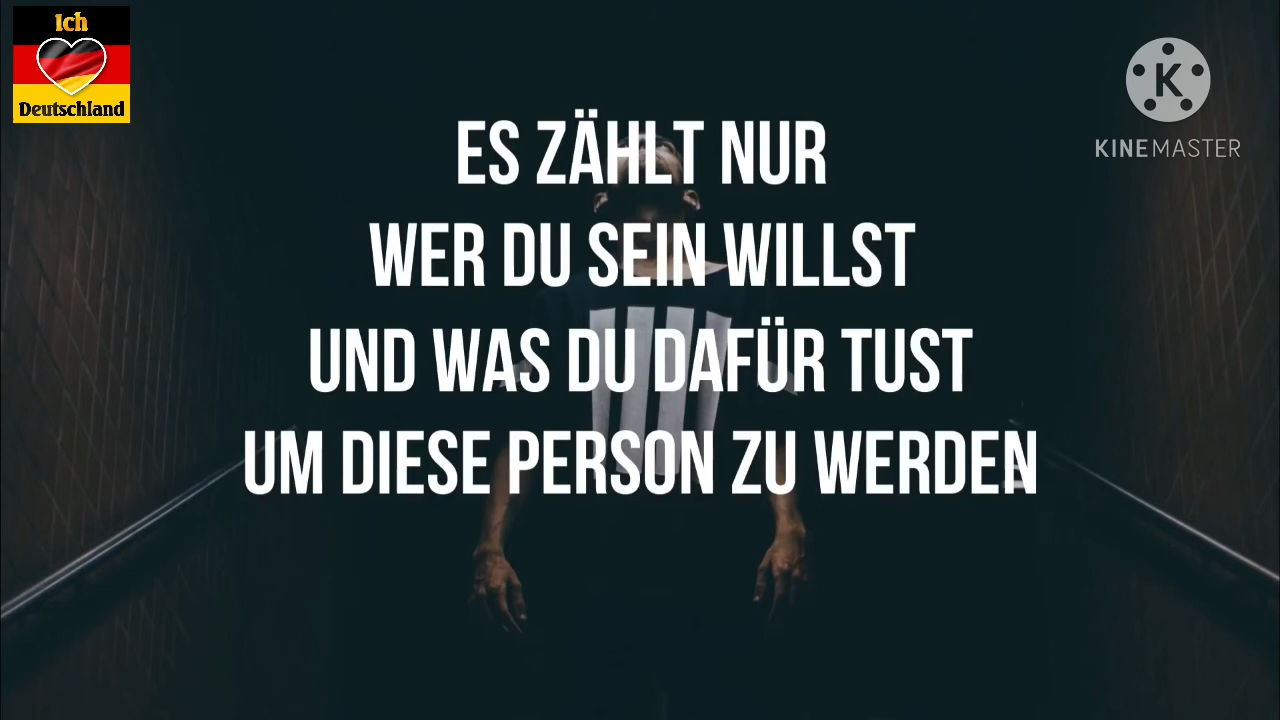 Ich
Deutschland
K
KINEMASTER
ES ZÄHLT NUR
WER DU SEIN WILLST
UND WAS DU DAFÜR TUST
UM DIESE PERSON ZU WERDEN